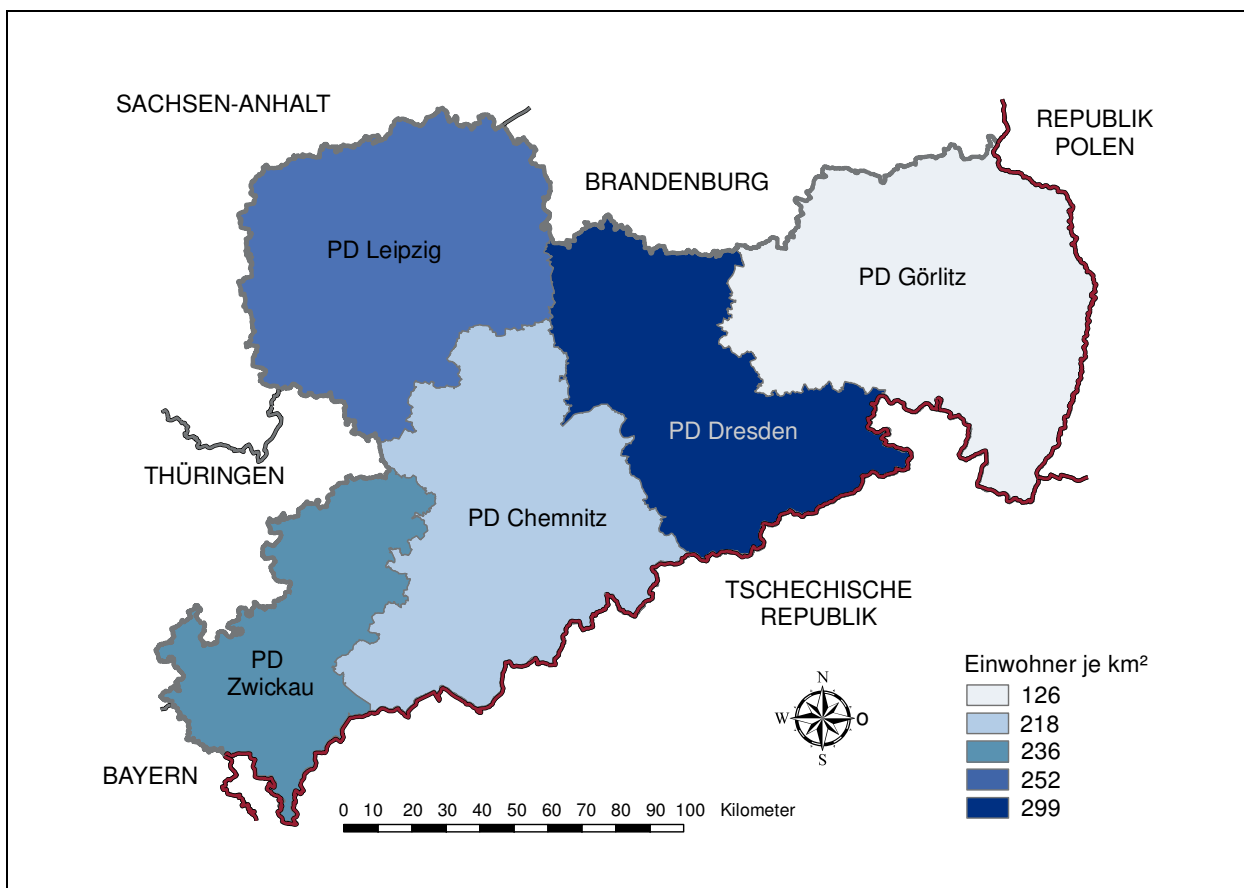 SACHSEN-ANHALT
REPUBLIK
POLEN
BRANDENBURG
PD Leipzig
PD Görlitz
PD Dresden
THÜRINGEN
PD Chemnitz
TSCHECHISCHE
REPUBLIK
PD
Zwickau
BAYERN
N
W O
S
Einwohner je km²
126
218
236
252
299
0 10 20 30 40 50 60 70 80 90 100 Kilometer